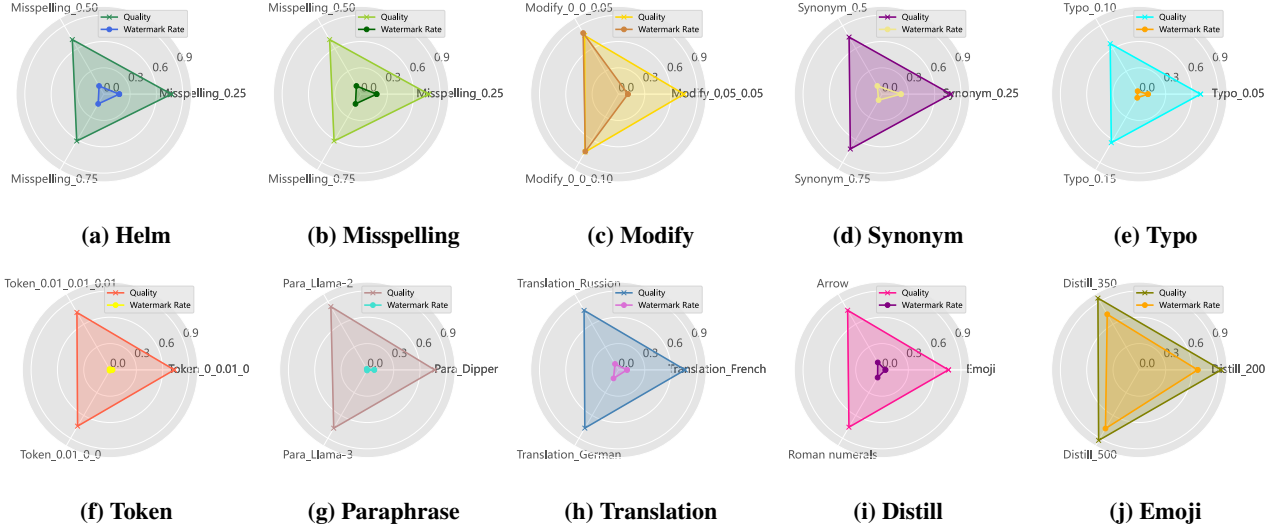 Misspelling_0.50
Quality
Watermark Rate
0.9
0.6
0.3
0.0
Misspelling_0.25
Misspelling_0.75
(a) Helm
Misspelling_0.50
Quality
Watermark Rate
0.9
0.6
0.3
0.0
Misspelling_0.25
Misspelling_0.75
(b) Misspelling
Modify_0_0_0.05
Quality
Watermark Rate
0.9
0.6
0.3
0.0
Modify_0,05_0.05
Modify_0_0_0.10
(c) Modify
Synonym_0.5
Quality
Watermark Rate
0.9
0.6
0.3
0.0
Synonym_0.25
Synonym_0.75
(d) Synonym
Typo_0.10
Quality
Watermark Rate
0.9
0.6
0.3
0.0
Typo_0.05
Typo_0.15
(e) Typo
Token_0.01_0.01_0.01
Quality
Watermark Rate
0.9
0.6
0.3
0.0
Token_0_0.01_0
Token_0.01_0_0
(f) Token
Para_Llama-2
Quality
Watermark Rate
0.9
0.6
0.3
0.0
Para_Dipper
Para_Llama-3
(g) Paraphrase
Translation_Russion
Quality
Watermark Rate
0.9
0.6
0.3
0.0
Translation_French
Translation_German
(h) Translation
Arrow
Quality
Watermark Rate
0.9
0.6
0.3
0.0
Emoji
Roman numerals
(i) Distill
Distill_350
Quality
Watermark Rate
0.9
0.6
0.3
0.0
Distill_200
Distill_500
(j) Emoji